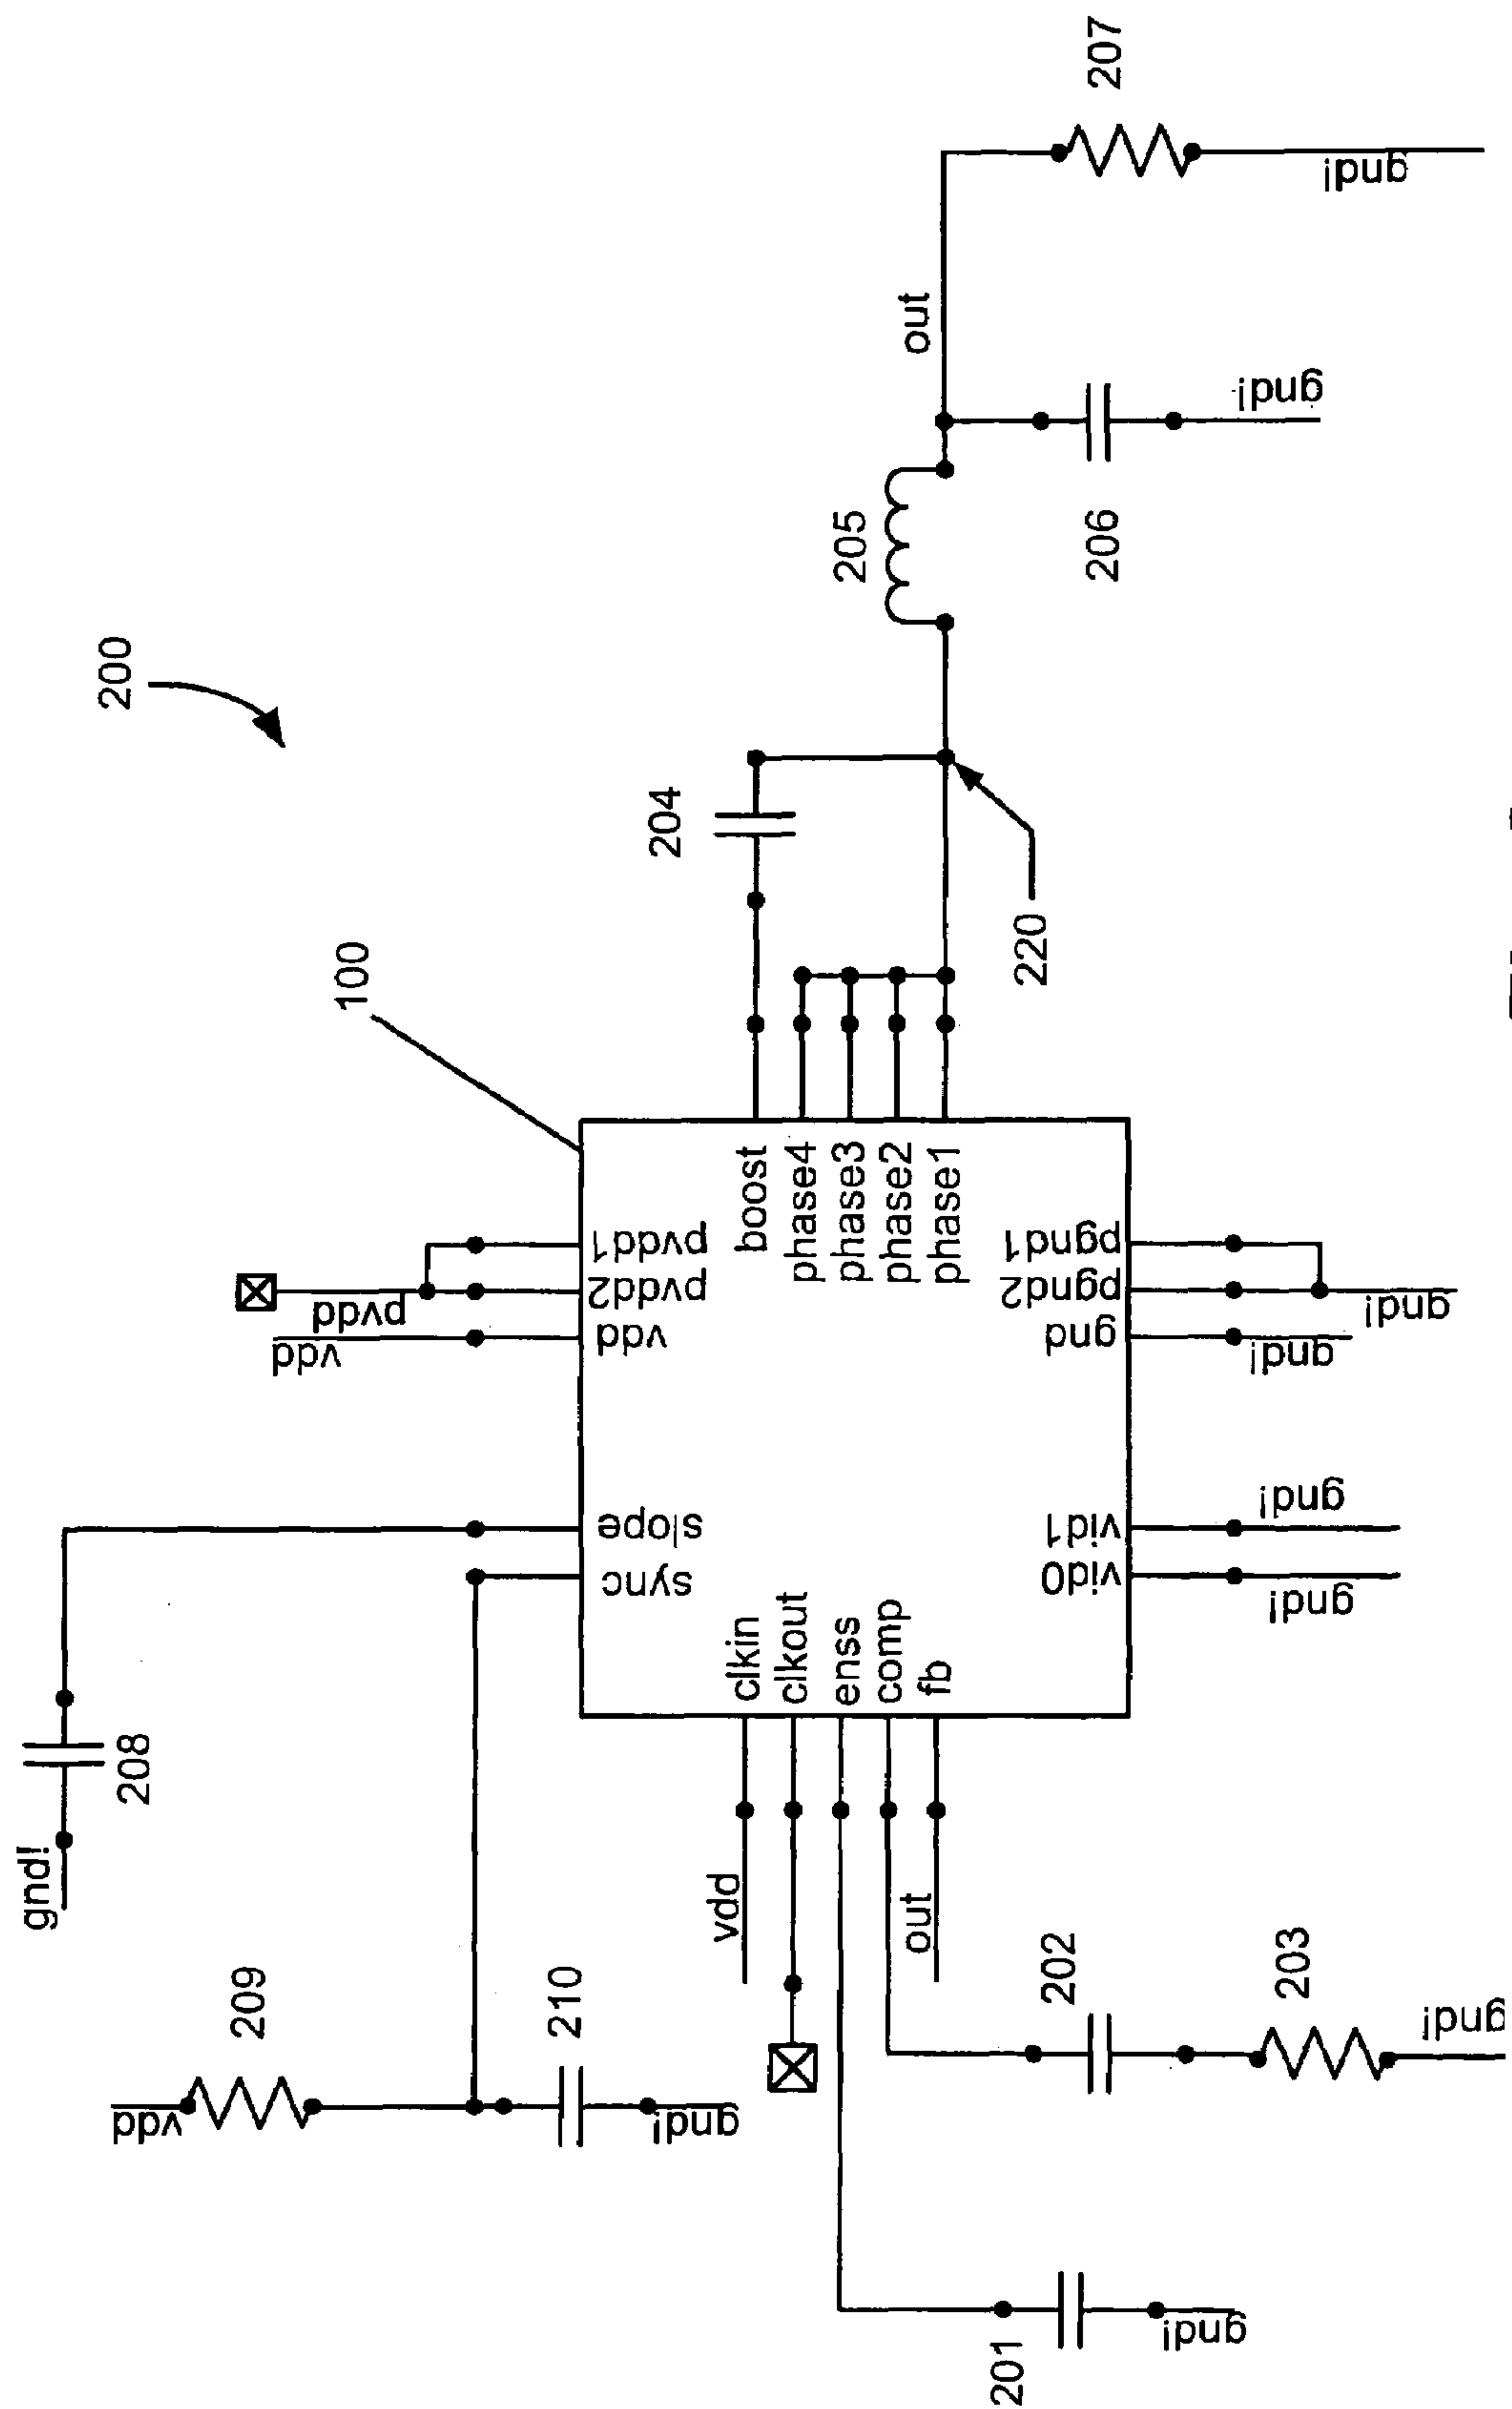 200
207
out
gnd!
gnd!
205
206
204
220
100
boost
phase4
phase3
phase2
phase1
pvdd1
pvdd2
vdd
pvdd
vdd
pgnd1
pgnd2
gnd
gnd!
gnd!
slope
sync
vid1
vid0
gnd!
gnd!
clkin
clkout
enss
comp
fb
vdd
out
208
gnd!
209
vdd
210
gnd!
202
203
gnd!
201
gnd!